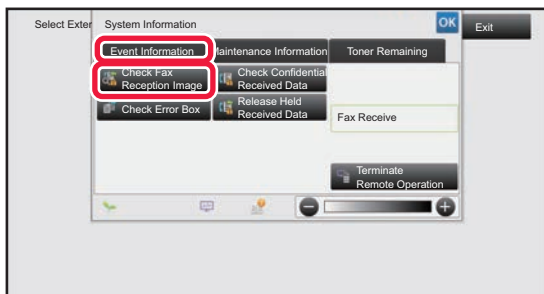 Select Exter
System Information
OK
Exit
Event Information
Maintenance Information
Toner Remaining
Check Fax
Reception Image
Check Confidential
Received Data
Check Error Box
Release Held
Received Data
Fax Receive
Terminate
Remote Operation